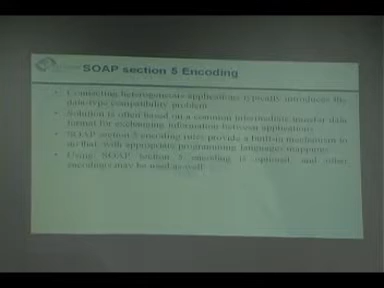 SOAP section 5 Encoding
• Connecting heterogeneous applications typically introduces the
data-type compatibility problem
• Solution is often based on a common intermediate transfer data
format for exchanging information between applications
• SOAP section 5 encoding rules provide a built-in mechanism to
do that with appropriate programming languages mappings
• Using SOAP section 5 encoding is optional, and other
encodings may be used as well